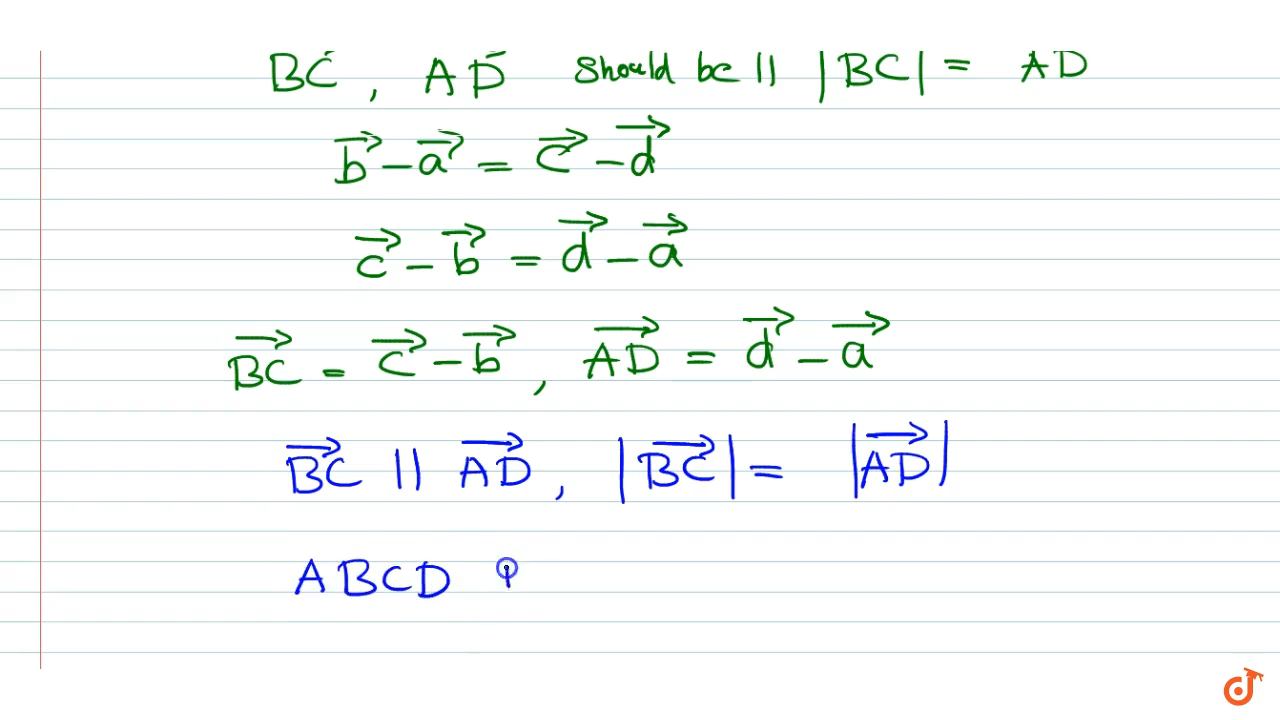 BC, AD should be || |BC| = AD
b⃗ - a⃗ = c⃗ - d⃗
c⃗ - b⃗ = d⃗ - a⃗
BC⃗ = c⃗ - b⃗, AD⃗ = d⃗ - a⃗
BC⃗ || AD⃗, |BC⃗| = |AD⃗|
ABCD